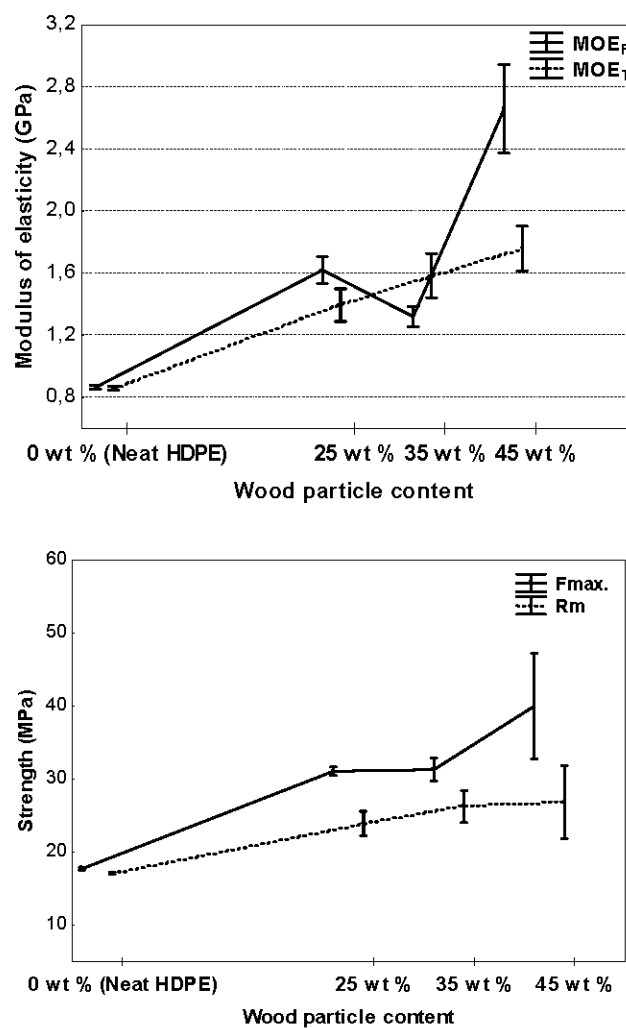 3,2
2,8
2,4
2,0
1,6
1,2
0,8
Modulus of elasticity (GPa)
MOE
MOE
0 wt % (Neat HDPE) 25 wt % 35 wt % 45 wt %
Wood particle content
60
50
40
30
20
10
Strength (MPa)
Fmax.
Rm
0 wt % (Neat HDPE) 25 wt % 35 wt % 45 wt %
Wood particle content